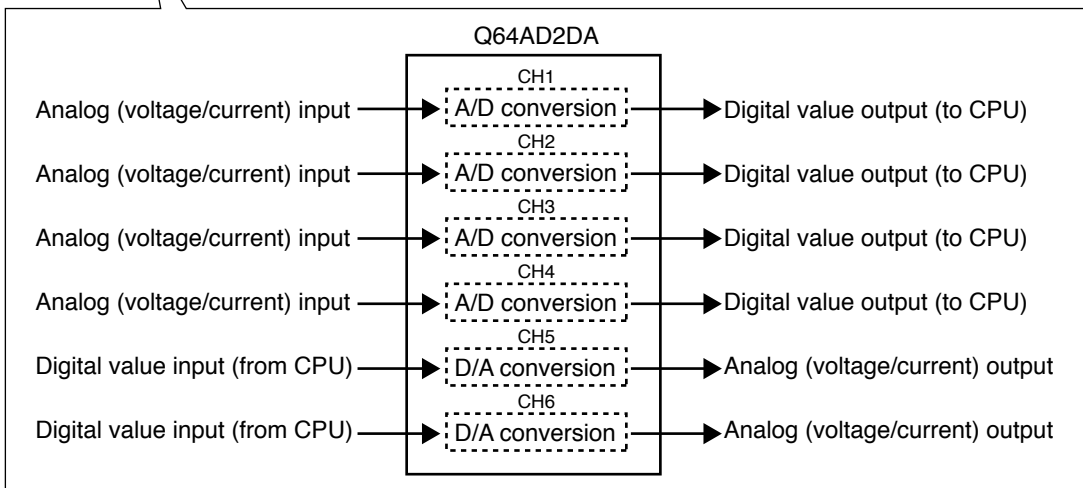 Q64AD2DA
CH1
Analog (voltage/current) input A/D conversion Digital value output (to CPU)
CH2
Analog (voltage/current) input A/D conversion Digital value output (to CPU)
CH3
Analog (voltage/current) input A/D conversion Digital value output (to CPU)
CH4
Analog (voltage/current) input A/D conversion Digital value output (to CPU)
CH5
Digital value input (from CPU) D/A conversion Analog (voltage/current) output
CH6
Digital value input (from CPU) D/A conversion Analog (voltage/current) output